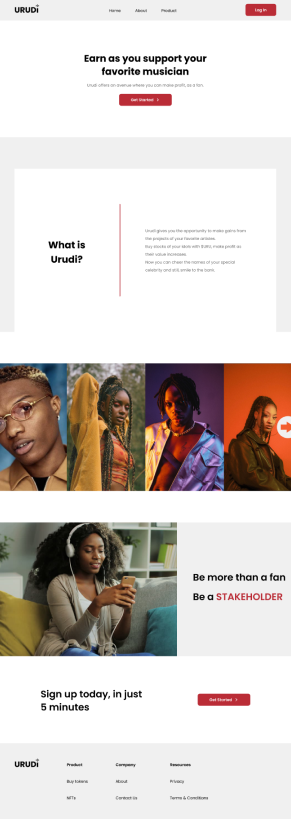 URUDI
Home About Product
Log In
Earn as you support your
favorite musician
Urudi offers an avenue where you can make profit, as a fan.
Get Started
What is
Urudi?
Urudi gives you the opportunity to make gains from
the projects of your favorite artistes.
Buy stocks of your idols with $IdNl, make profit as
their value increases.
Now you can cheer the names of your special
celebrity and still smile to the bank.
Be more than a fan
Be a STAKEHOLDER
Sign up today, in just
5 minutes
Get Started
URUDI
Product Company Resources
Buy tokens About Privacy
NFTs Contact Us Terms & Conditions